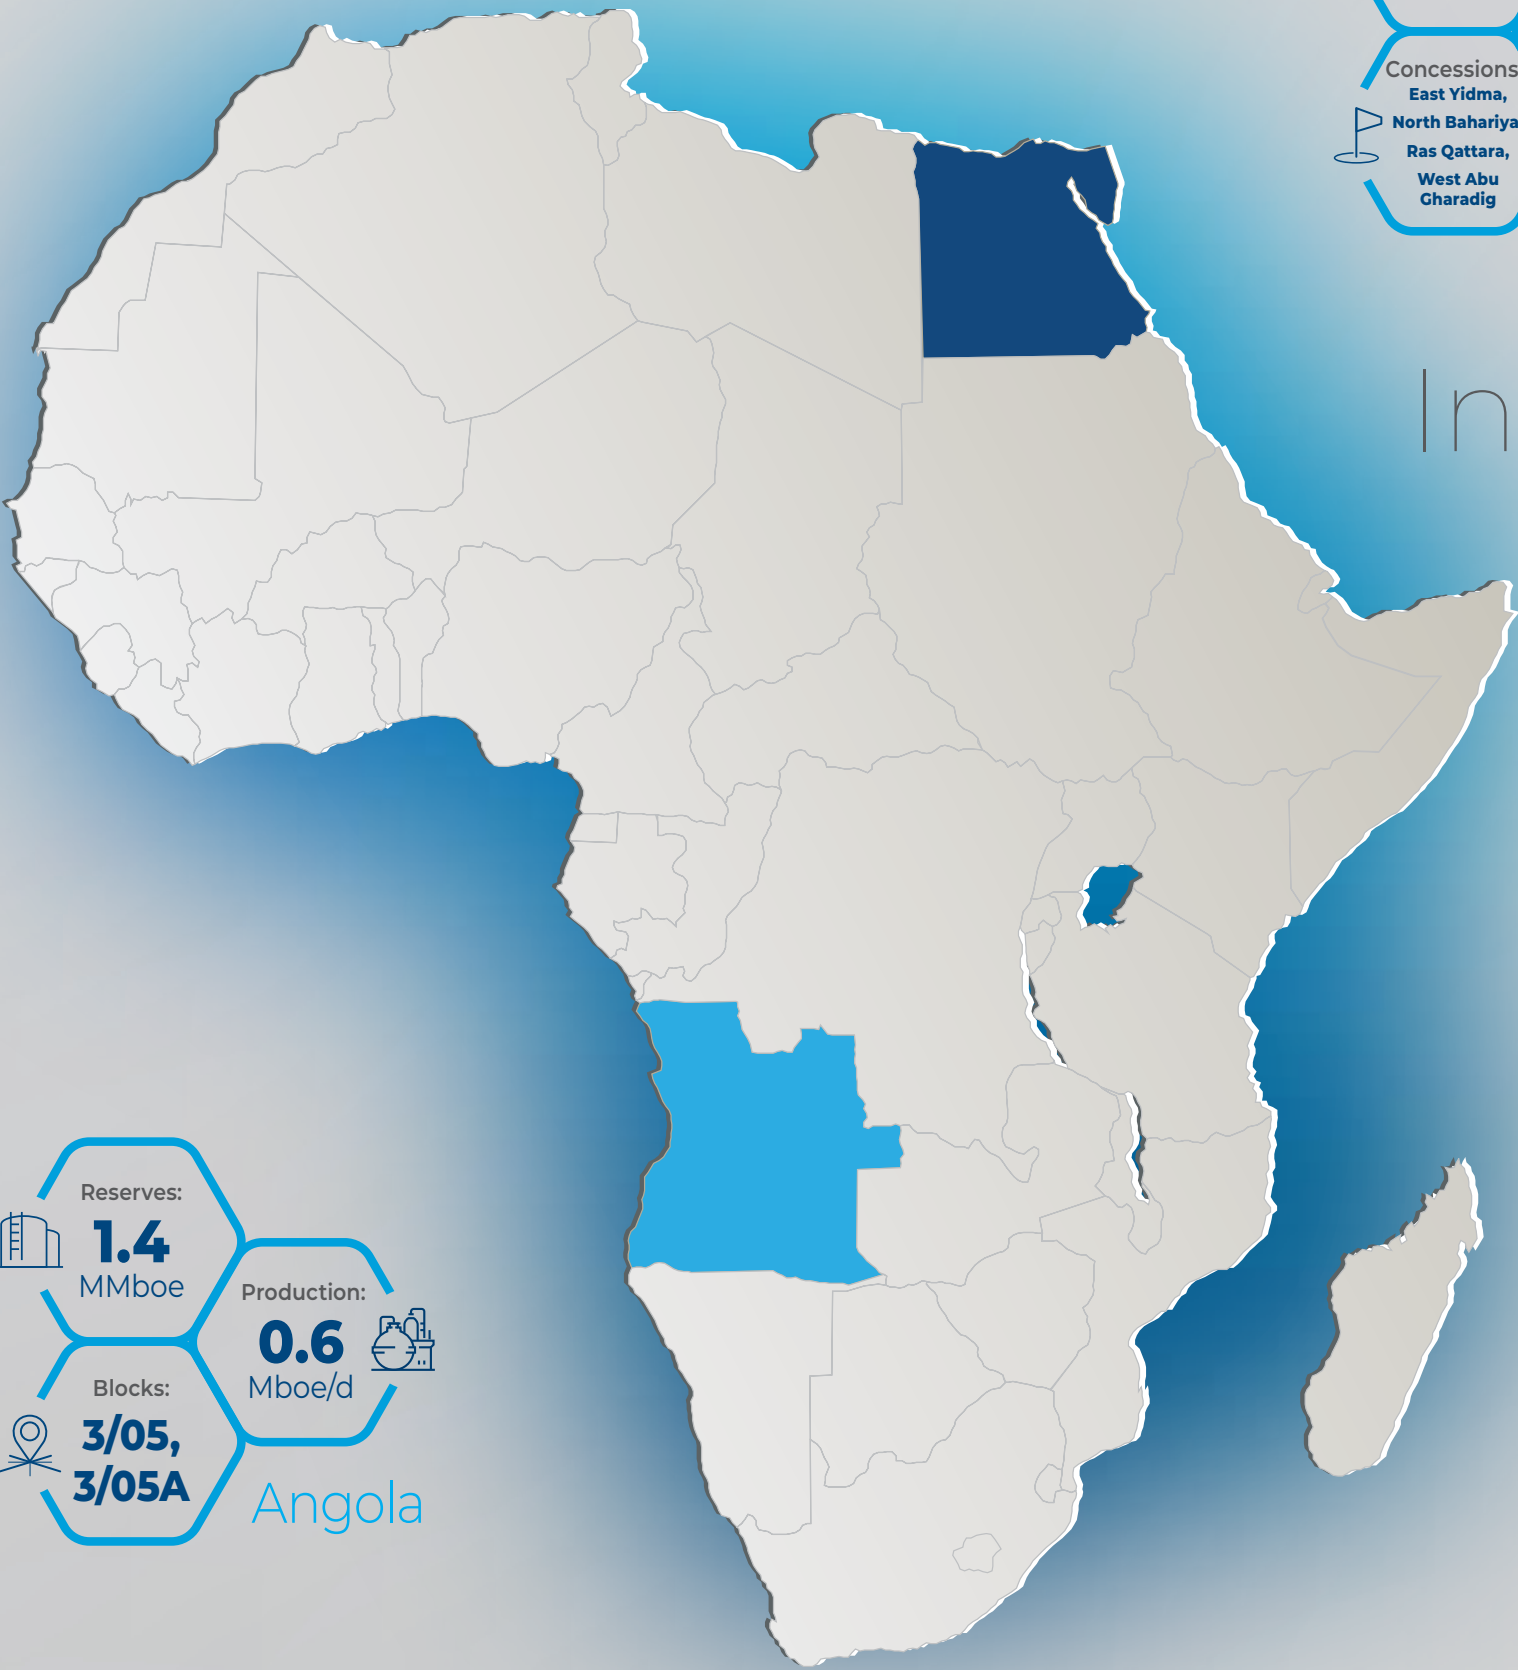 Concessions
East Yidma,
North Bahariya
Ras Qattara,
West Abu
Gharadig
In
Reserves:
1.4
MMboe
Production:
0.6
Mboe/d
Blocks:
3/05,
3/05A
Angola